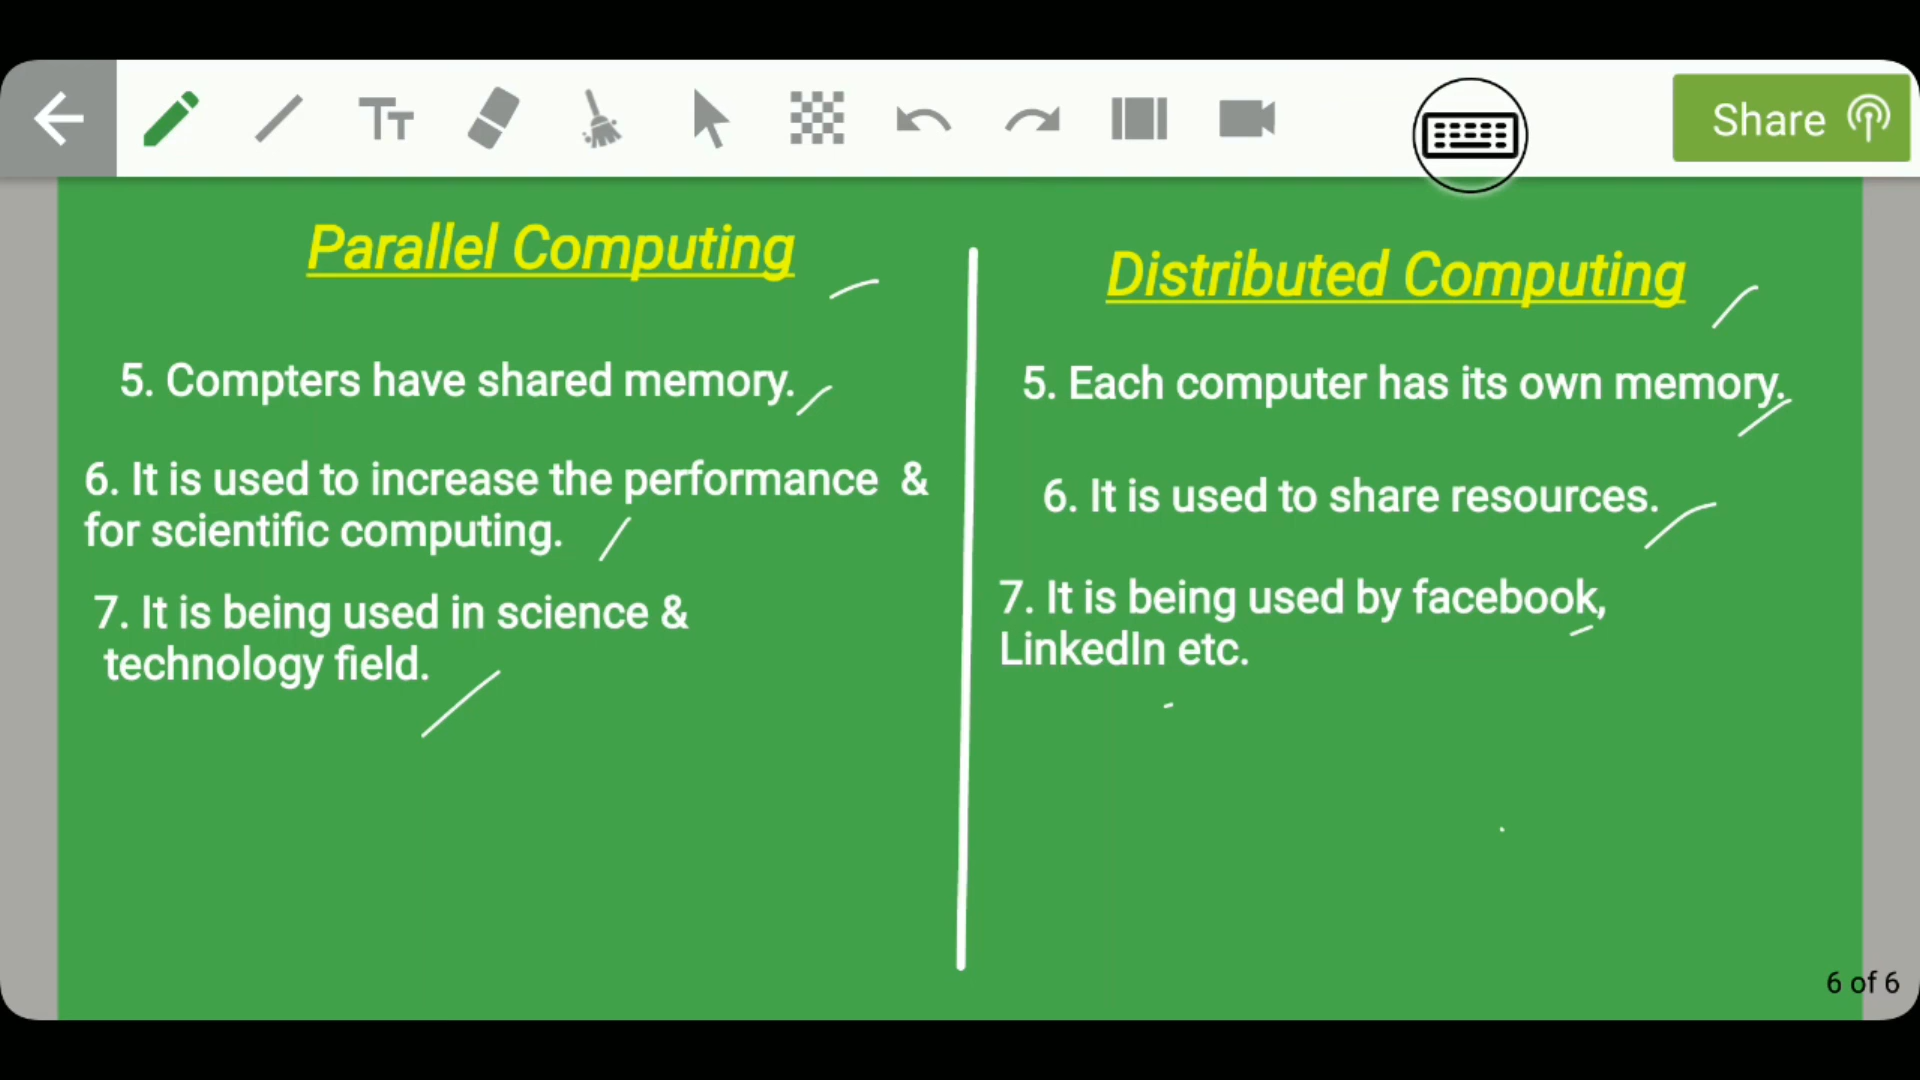 Share
Parallel Computing
5. Compters have shared memory.
6. It is used to increase the performance &
for scientific computing.
7. It is being used in science &
technology field.
Distributed Computing
5. Each computer has its own memory.
6. It is used to share resources.
7. It is being used by facebook,
LinkedIn etc.
6 of 6